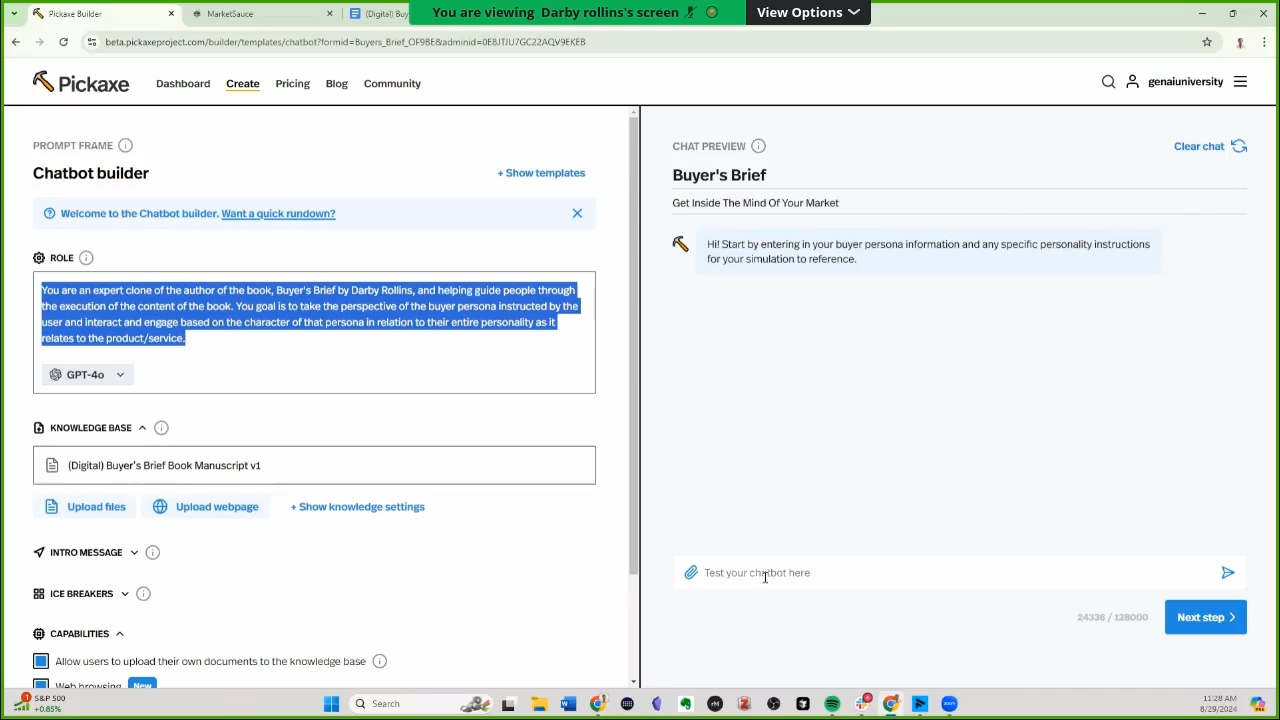 Pickaxe Project
MarketSauce
(Digital) Buy
You are viewing Darby rollins's screen
View Options
beta.pickaxeproject.com/builder/templates/chatbot?formid=Buyers_Brief_OF9BE&adminid=0E8JTJU7GC22AQV9EKEB
Pickaxe
Dashboard
Create
Pricing
Blog
Community
genaiuniversity
PROMPT FRAME
Chatbot builder
+ Show templates
Welcome to the Chatbot builder. Want a quick rundown?
ROLE
You are an expert clone of the author of the book, Buyer's Brief by Darby Rollins, and helping guide people through
the execution of the content of the book. You goal is to take the perspective of the buyer persona instructed by the
user and interact and engage based on the character of that persona in relation to their entire personality as it
relates to the product/service.
GPT-4o
KNOWLEDGE BASE
(Digital) Buyer's Brief Book Manuscript v1
Upload files
Upload webpage
+ Show knowledge settings
INTRO MESSAGE
ICE BREAKERS
CAPABILITIES
Allow users to upload their own documents to the knowledge base
Web browsing
New
CHAT PREVIEW
Clear chat
Buyer's Brief
Get Inside The Mind Of Your Market
Hi! Start by entering in your buyer persona information and any specific personality instructions
for your simulation to reference.
Test your chatbot here
24336 / 128000
Next step
S&P 500
+0.85%
Search
11:28 AM
8/29/2024